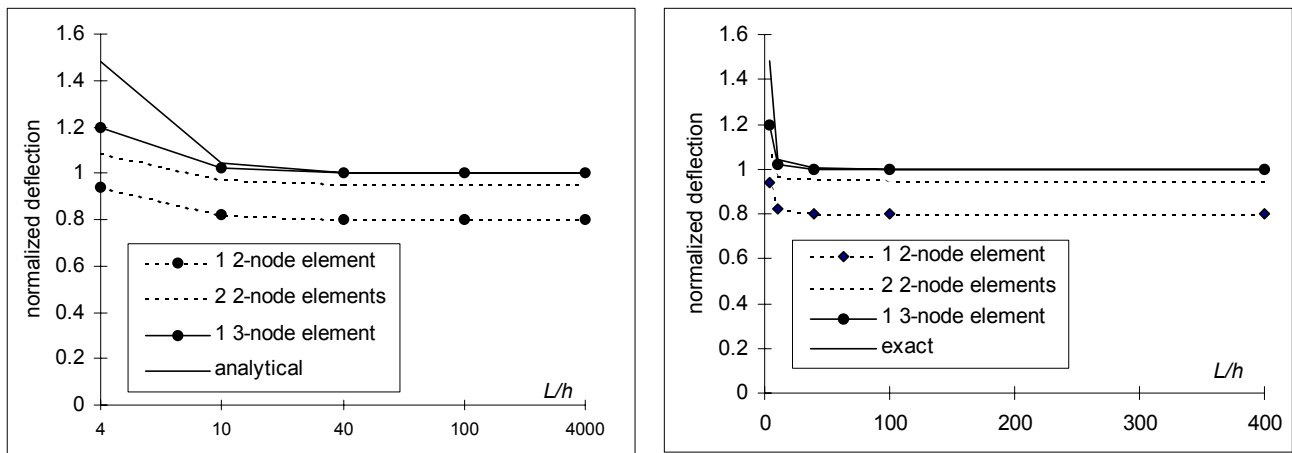 1.6
1.4
1.2
1
0.8
0.6
0.4
0.2
0
normalized deflection
1 2-node element
2 2-node elements
1 3-node element
analytical
L/h
4 10 40 100 4000
1.6
1.4
1.2
1
0.8
0.6
0.4
0.2
0
normalized deflection
1 2-node element
2 2-node elements
1 3-node element
exact
L/h
0 100 200 300 400